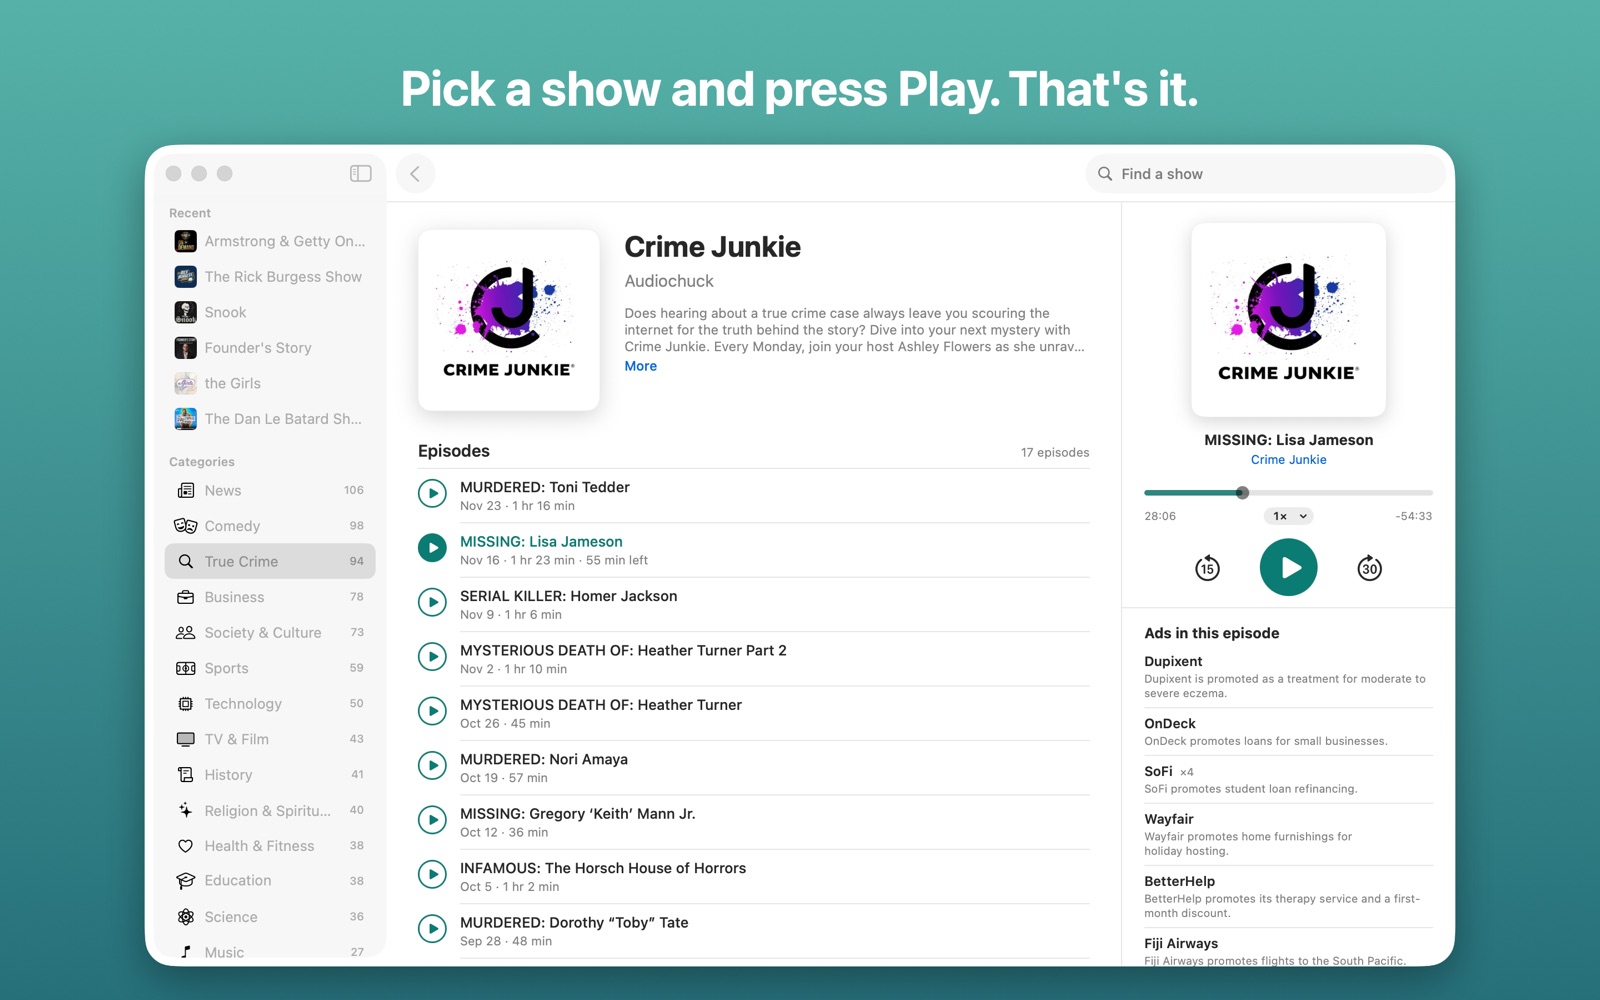 Pick a show and press Play. That's it.
Find a show
Recent
Armstrong & Getty On...
The Rick Burgess Show
Snook
Founder's Story
the Girls
The Dan Le Batard Sh...
Categories
News 106
Comedy 98
True Crime 94
Business 78
Society & Culture 73
Sports 59
Technology 50
TV & Film 43
History 41
Religion & Spiritu... 40
Health & Fitness 38
Education 38
Science 36
Music 27
CRIME JUNKIE
Crime Junkie
Audiochuck
Does hearing about a true crime case always leave you scouring the
internet for the truth behind the story? Dive into your next mystery with
Crime Junkie. Every Monday, join your host Ashley Flowers as she unrav...
More
Episodes 17 episodes
MURDERED: Toni Tedder
Nov 23 · 1 hr 16 min
MISSING: Lisa Jameson
Nov 16 · 1 hr 23 min · 55 min left
SERIAL KILLER: Homer Jackson
Nov 9 · 1 hr 6 min
MYSTERIOUS DEATH OF: Heather Turner Part 2
Nov 2 · 1 hr 10 min
MYSTERIOUS DEATH OF: Heather Turner
Oct 26 · 45 min
MURDERED: Nori Amaya
Oct 19 · 57 min
MISSING: Gregory ‘Keith’ Mann Jr.
Oct 12 · 36 min
INFAMOUS: The Horsch House of Horrors
Oct 5 · 1 hr 2 min
MURDERED: Dorothy “Toby” Tate
Sep 28 · 48 min
CRIME JUNKIE
MISSING: Lisa Jameson
Crime Junkie
28:06 1× -54:33
15 30
Ads in this episode
Dupixent
Dupixent is promoted as a treatment for moderate to
severe eczema.
OnDeck
OnDeck promotes loans for small businesses.
SoFi ×4
SoFi promotes student loan refinancing.
Wayfair
Wayfair promotes home furnishings for
holiday hosting.
BetterHelp
BetterHelp promotes its therapy service and a first-
month discount.
Fiji Airways
Fiji Airways promotes flights to the South Pacific.